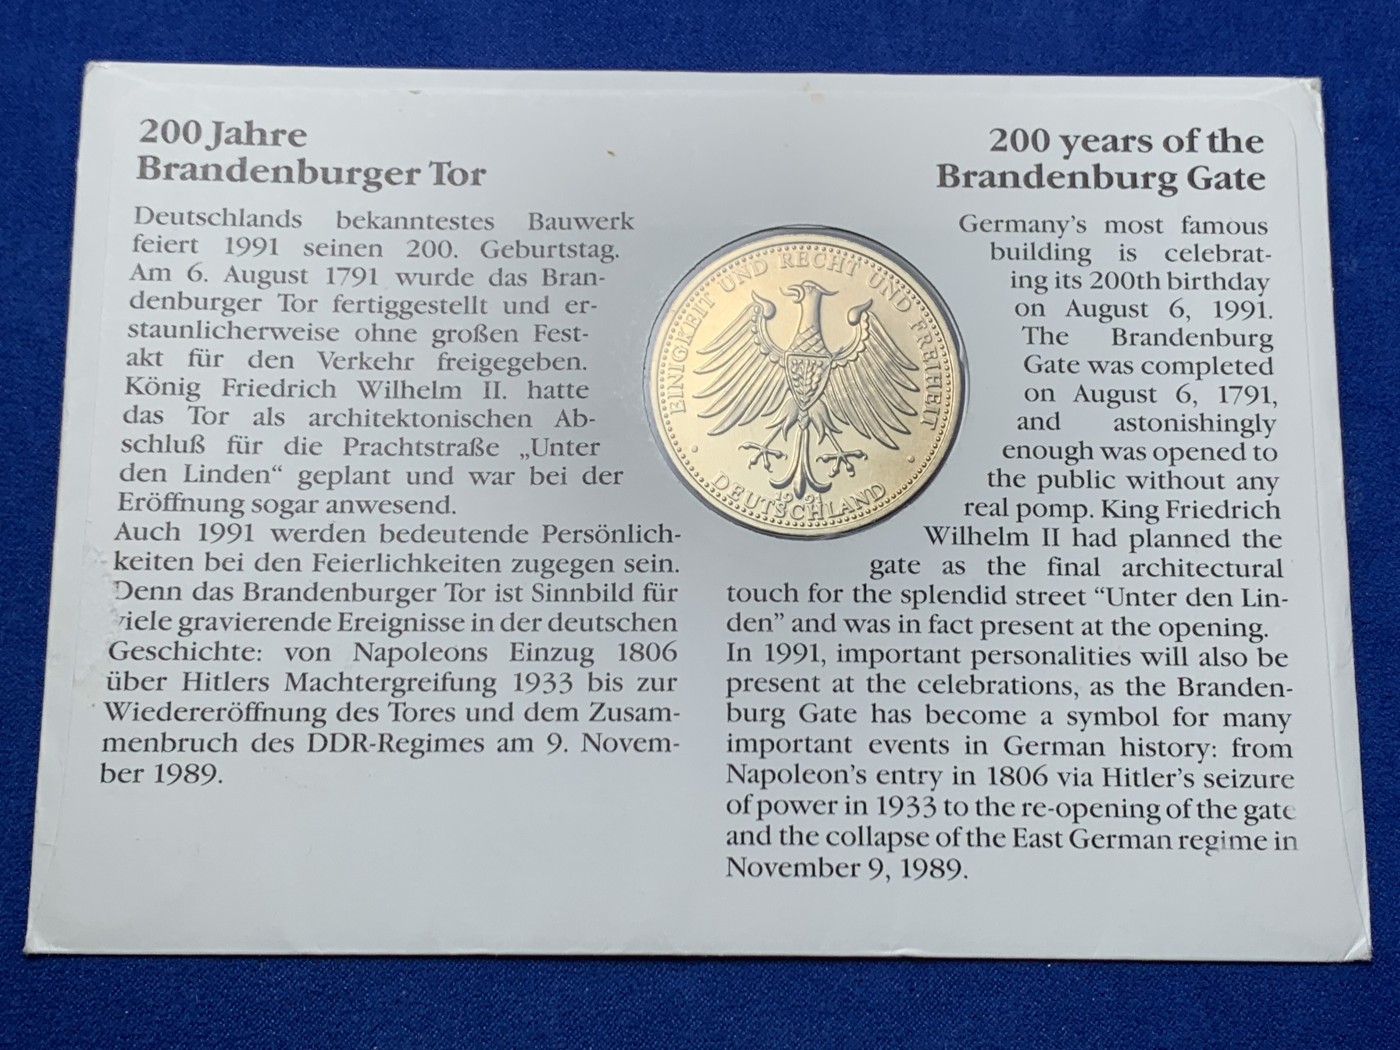 200 Jahre
Brandenburger Tor
Deutschlands bekanntestes Bauwerk
feiert 1991 seinen 200. Geburtstag.
Am 6. August 1791 wurde das Bran-
denburger Tor fertiggestellt und er-
staunlicherweise ohne großen Fest-
akt für den Verkehr freigegeben.
König Friedrich Wilhelm II. hatte
das Tor als architektonischen Ab-
schluß für die Prachtstraße „Unter
den Linden“ geplant und war bei der
Eröffnung sogar anwesend.
Auch 1991 werden bedeutende Persönlich-
keiten bei den Feierlichkeiten zugegen sein.
Denn das Brandenburger Tor ist Sinnbild für
viele gravierende Ereignisse in der deutschen
Geschichte: von Napoleons Einzug 1806
über Hitlers Machtergreifung 1933 bis zur
Wiedereröffnung des Tores und dem Zusam-
menbruch des DDR-Regimes am 9. Novem-
ber 1989.
EINIGKEIT UND RECHT UND FREIHEIT
1991
DEUTSCHLAND
200 years of the
Brandenburg Gate
Germany's most famous
building is celebrat-
ing its 200th birthday
on August 6, 1991.
The Brandenburg
Gate was completed
on August 6, 1791,
and astonishingly
enough was opened to
the public without any
real pomp. King Friedrich
Wilhelm II had planned the
gate as the final architectural
touch for the splendid street “Unter den Lin-
den” and was in fact present at the opening.
In 1991, important personalities will also be
present at the celebrations, as the Branden-
burg Gate has become a symbol for many
important events in German history: from
Napoleon's entry in 1806 via Hitler's seizure
of power in 1933 to the re-opening of the gate
and the collapse of the East German regime in
November 9, 1989.